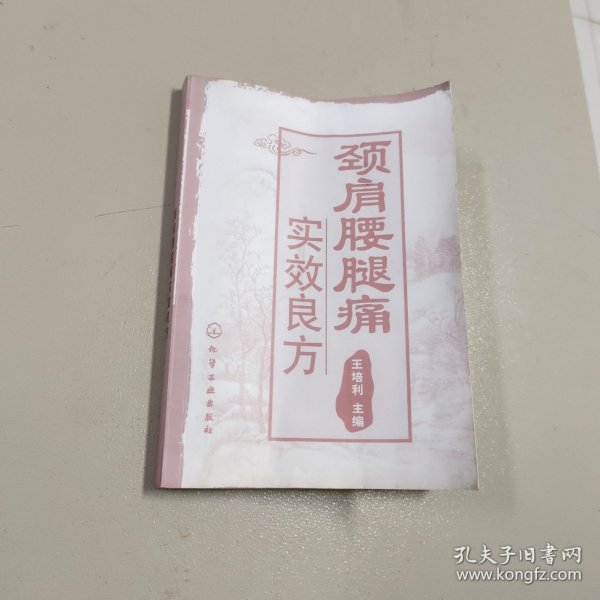 颈肩腰腿痛
实效良方
王培利 主编
化学工业出版社
孔夫子旧书网
www.kongfz.com